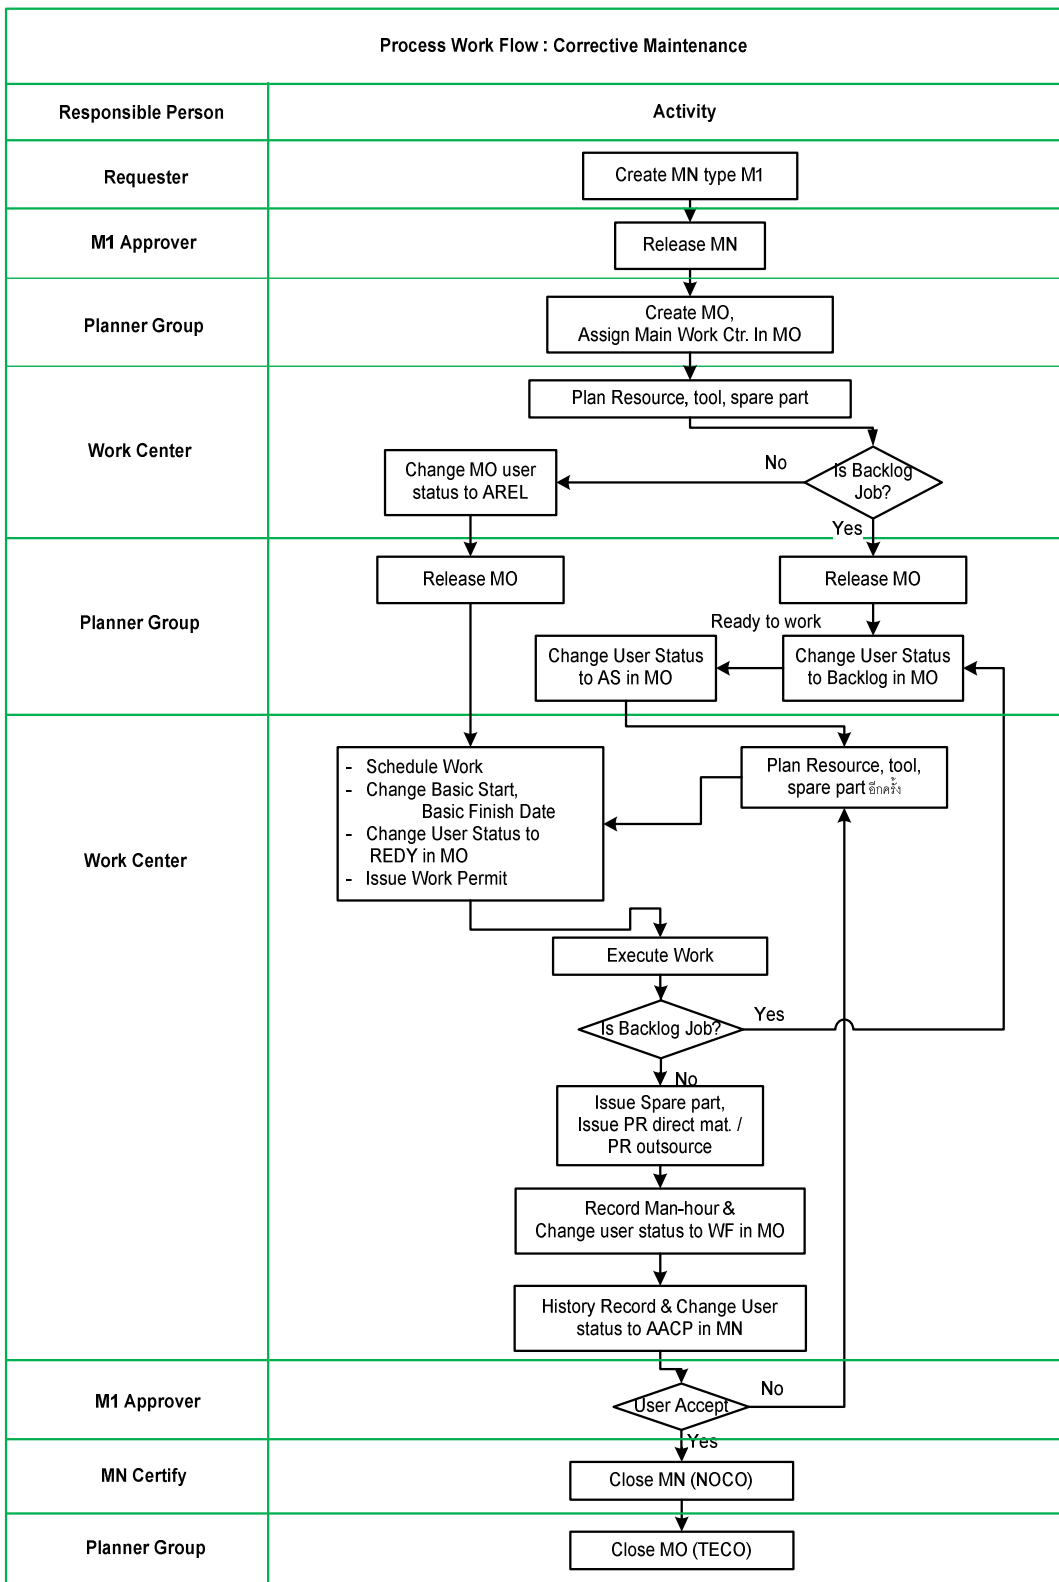 Process Work Flow : Corrective Maintenance
Responsible Person
Activity
Requester
Create MN type M1
M1 Approver
Release MN
Planner Group
Create MO,
Assign Main Work Ctr. In MO
Work Center
Plan Resource, tool, spare part
Is Backlog
Job?
No
Change MO user
status to AREL
Yes
Planner Group
Release MO
Release MO
Ready to work
Change User Status
to AS in MO
Change User Status
to Backlog in MO
Work Center
- Schedule Work
- Change Basic Start,
Basic Finish Date
- Change User Status to
REDY in MO
- Issue Work Permit
Plan Resource, tool,
spare part อีกครั้ง
Execute Work
Is Backlog Job?
Yes
No
Issue Spare part,
Issue PR direct mat. /
PR outsource
Record Man-hour &
Change user status to WF in MO
History Record & Change User
status to AACP in MN
M1 Approver
User Accept
No
Yes
MN Certify
Close MN (NOCO)
Planner Group
Close MO (TECO)